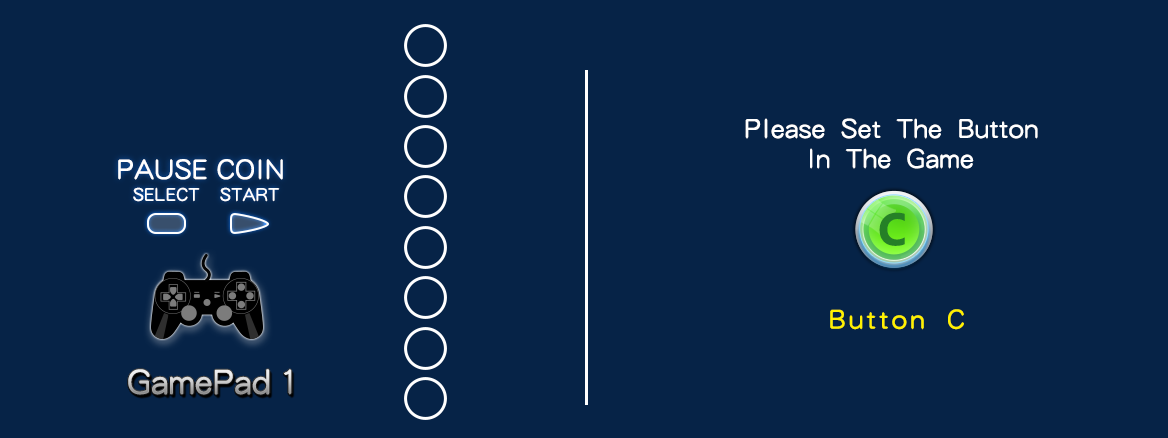 PAUSE COIN
SELECT START
GamePad 1
Please Set The Button
In The Game
C
Button C